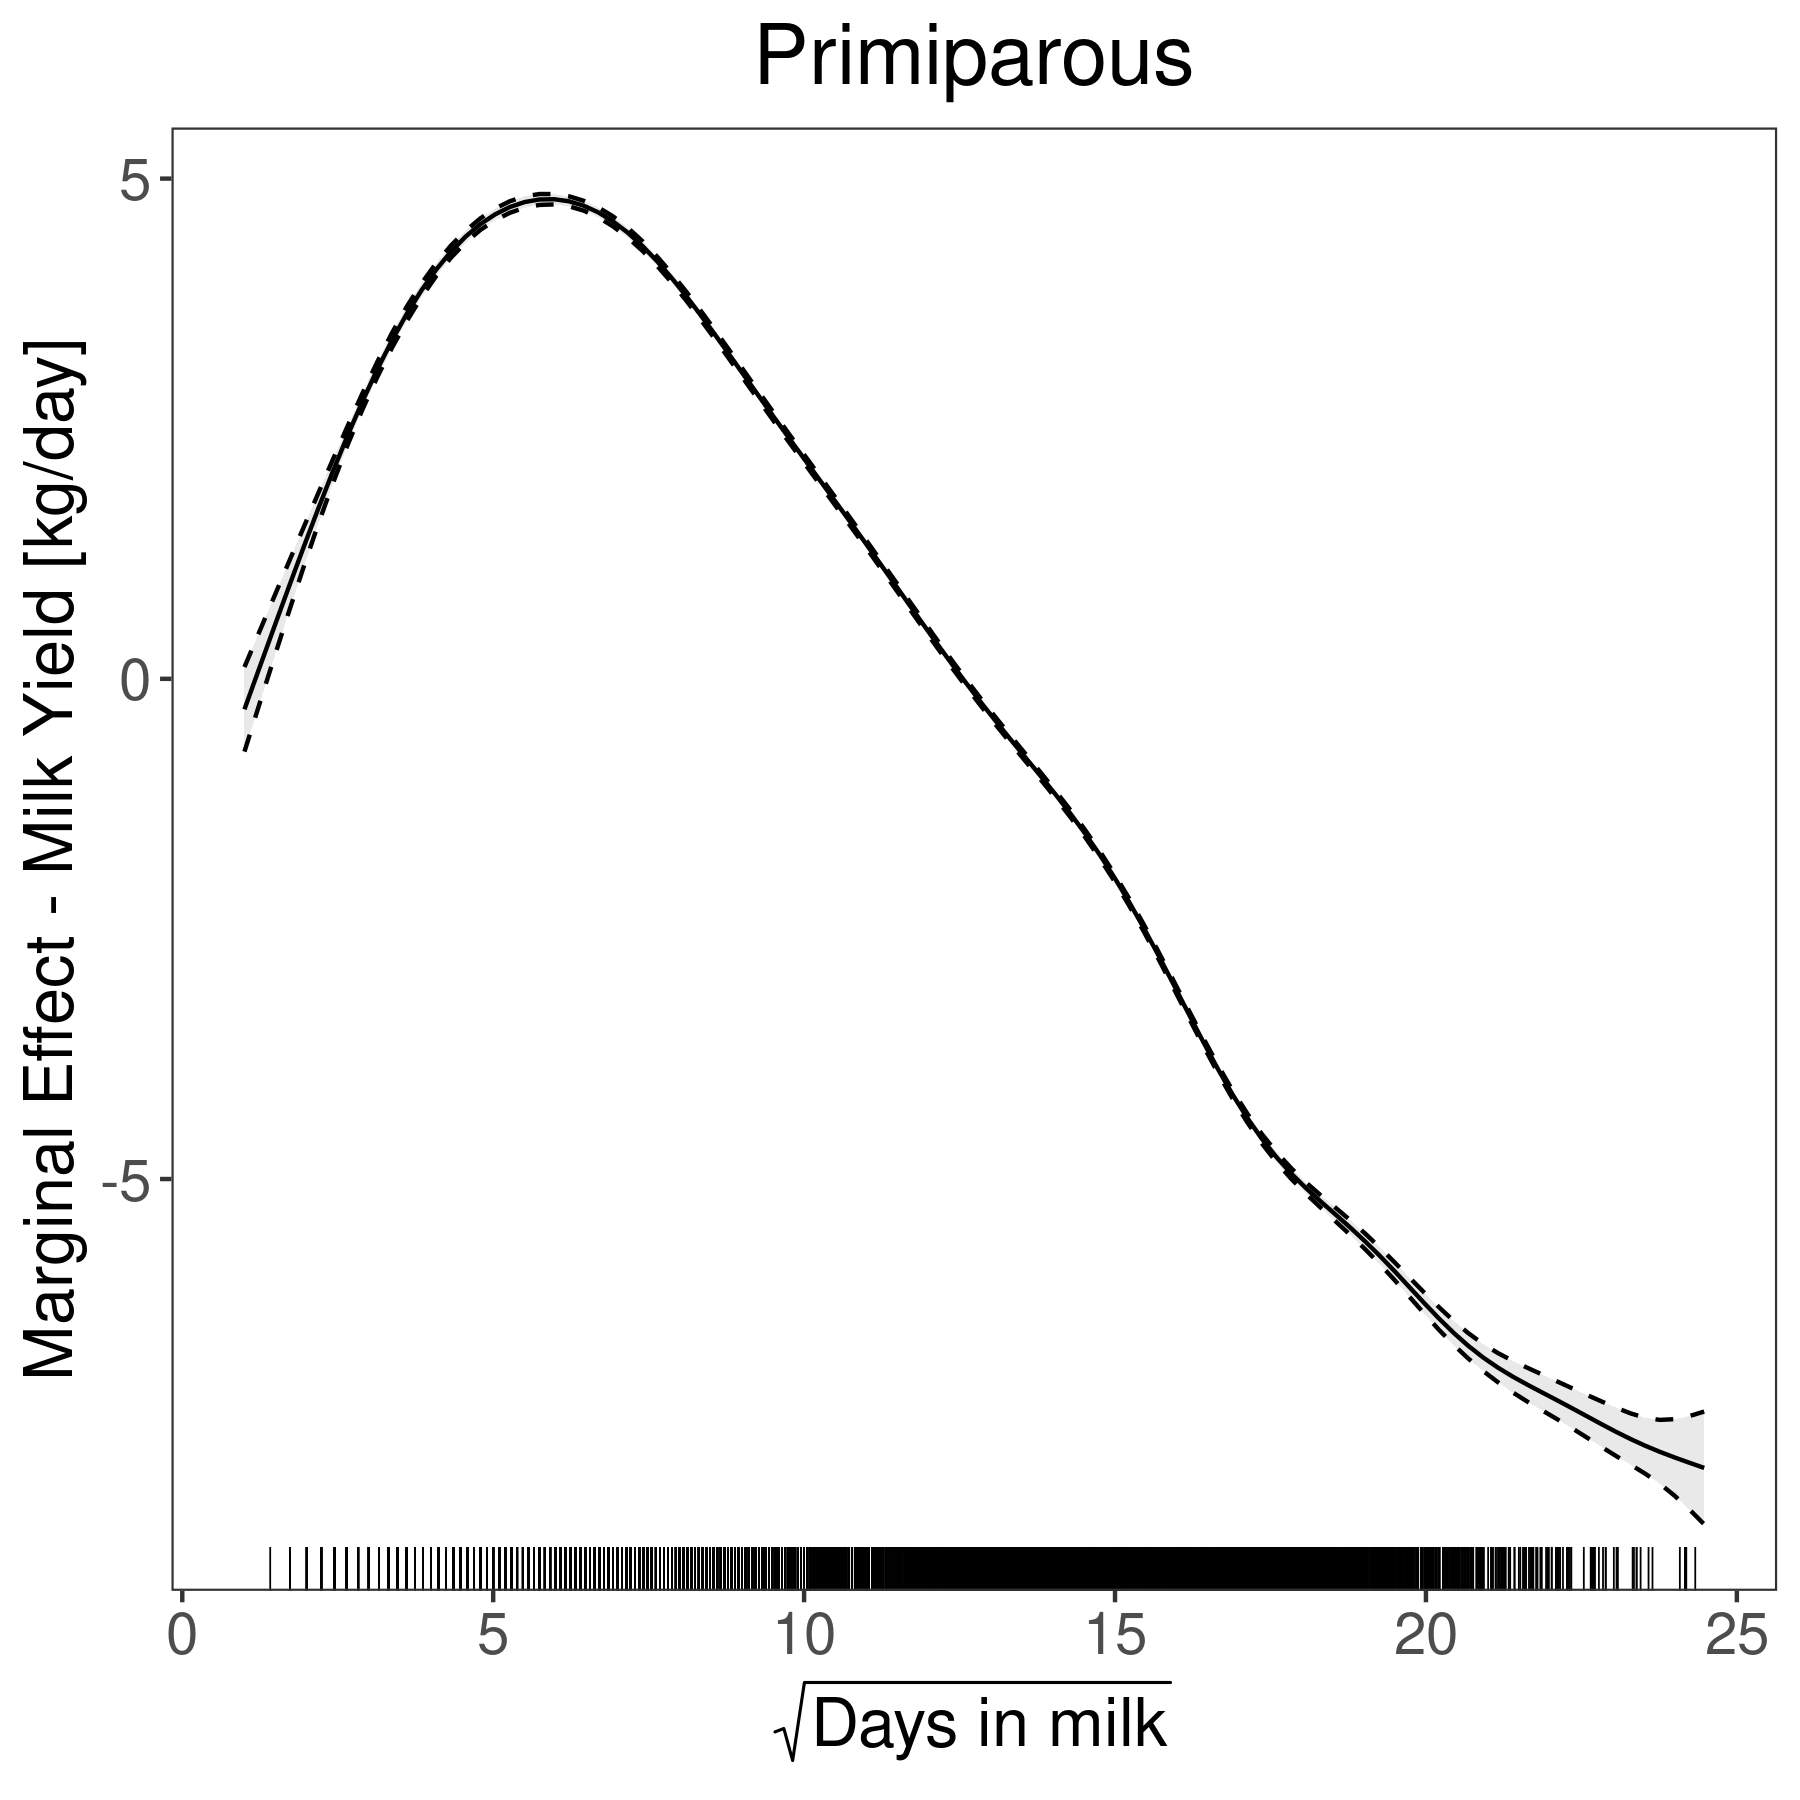 Primiparous
Marginal Effect - Milk Yield [kg/day]
5
0
-5
0 5 10 15 20 25
√Days in milk